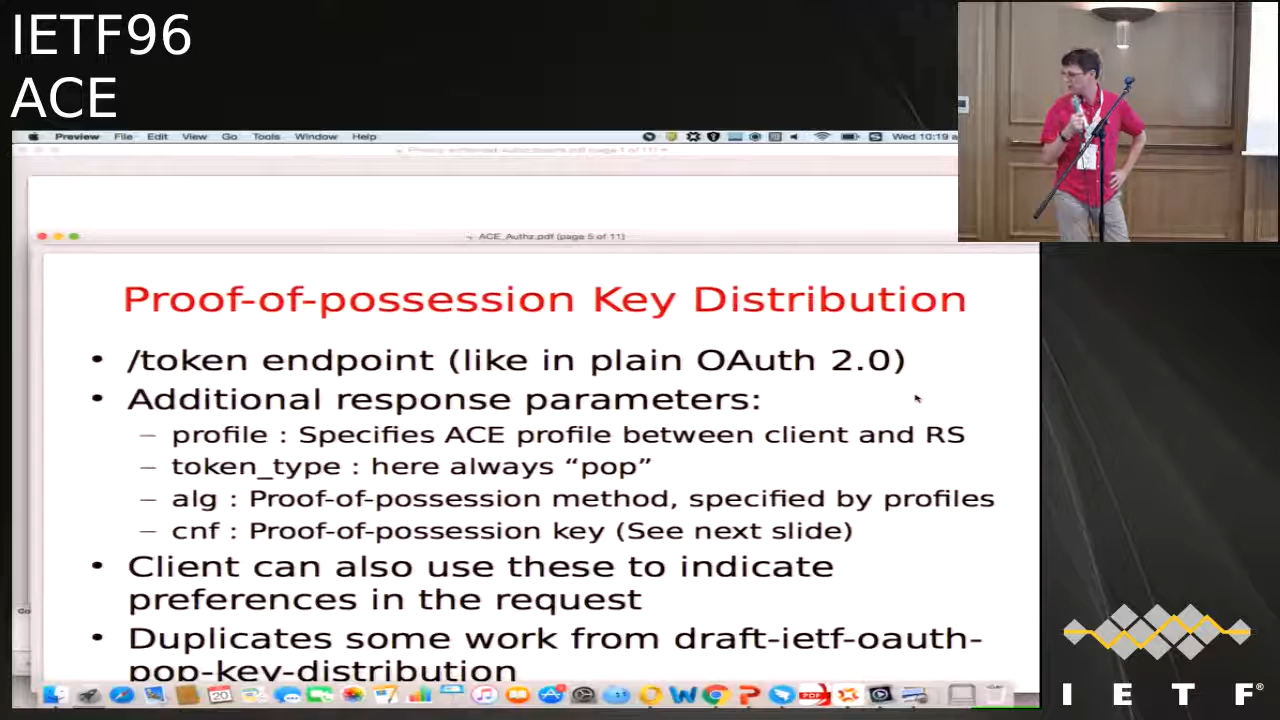 IETF96
ACE
Preview File Edit View Go Tools Window Help
Wed 10:19 a
ACE_Authz.pdf (page 5 of 11)
Proof-of-possession Key Distribution
• /token endpoint (like in plain OAuth 2.0)
• Additional response parameters:
– profile : Specifies ACE profile between client and RS
– token_type : here always “pop”
– alg : Proof-of-possession method, specified by profiles
– cnf : Proof-of-possession key (See next slide)
• Client can also use these to indicate
preferences in the request
• Duplicates some work from draft-ietf-oauth-
pop-key-distribution
20
PDF
I E T F®